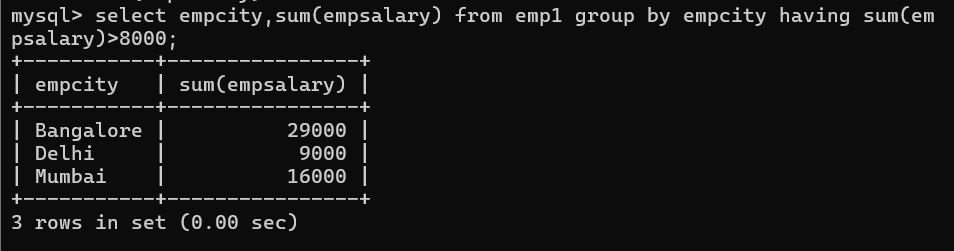 mysql> select empcity,sum(empsalary) from emp1 group by empcity having sum(em
psalary)>8000;
+-----------+----------------+
| empcity   | sum(empsalary) |
+-----------+----------------+
| Bangalore |          29000 |
| Delhi     |           9000 |
| Mumbai    |          16000 |
+-----------+----------------+
3 rows in set (0.00 sec)